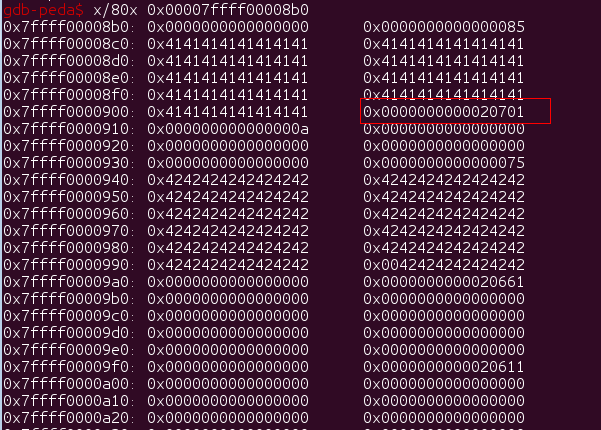 gdb-peda$ x/80x 0x00007ffff00008b0
0x7ffff00008b0: 0x0000000000000000 0x0000000000000085
0x7ffff00008c0: 0x4141414141414141 0x4141414141414141
0x7ffff00008d0: 0x4141414141414141 0x4141414141414141
0x7ffff00008e0: 0x4141414141414141 0x4141414141414141
0x7ffff00008f0: 0x4141414141414141 0x4141414141414141
0x7ffff0000900: 0x4141414141414141 0x0000000000020701
0x7ffff0000910: 0x000000000000000a 0x0000000000000000
0x7ffff0000920: 0x0000000000000000 0x0000000000000000
0x7ffff0000930: 0x0000000000000000 0x0000000000000075
0x7ffff0000940: 0x4242424242424242 0x4242424242424242
0x7ffff0000950: 0x4242424242424242 0x4242424242424242
0x7ffff0000960: 0x4242424242424242 0x4242424242424242
0x7ffff0000970: 0x4242424242424242 0x4242424242424242
0x7ffff0000980: 0x4242424242424242 0x4242424242424242
0x7ffff0000990: 0x4242424242424242 0x0042424242424242
0x7ffff00009a0: 0x0000000000000000 0x0000000000020661
0x7ffff00009b0: 0x0000000000000000 0x0000000000000000
0x7ffff00009c0: 0x0000000000000000 0x0000000000000000
0x7ffff00009d0: 0x0000000000000000 0x0000000000000000
0x7ffff00009e0: 0x0000000000000000 0x0000000000000000
0x7ffff00009f0: 0x0000000000000000 0x0000000000020611
0x7ffff0000a00: 0x0000000000000000 0x0000000000000000
0x7ffff0000a10: 0x0000000000000000 0x0000000000000000
0x7ffff0000a20: 0x0000000000000000 0x0000000000000000